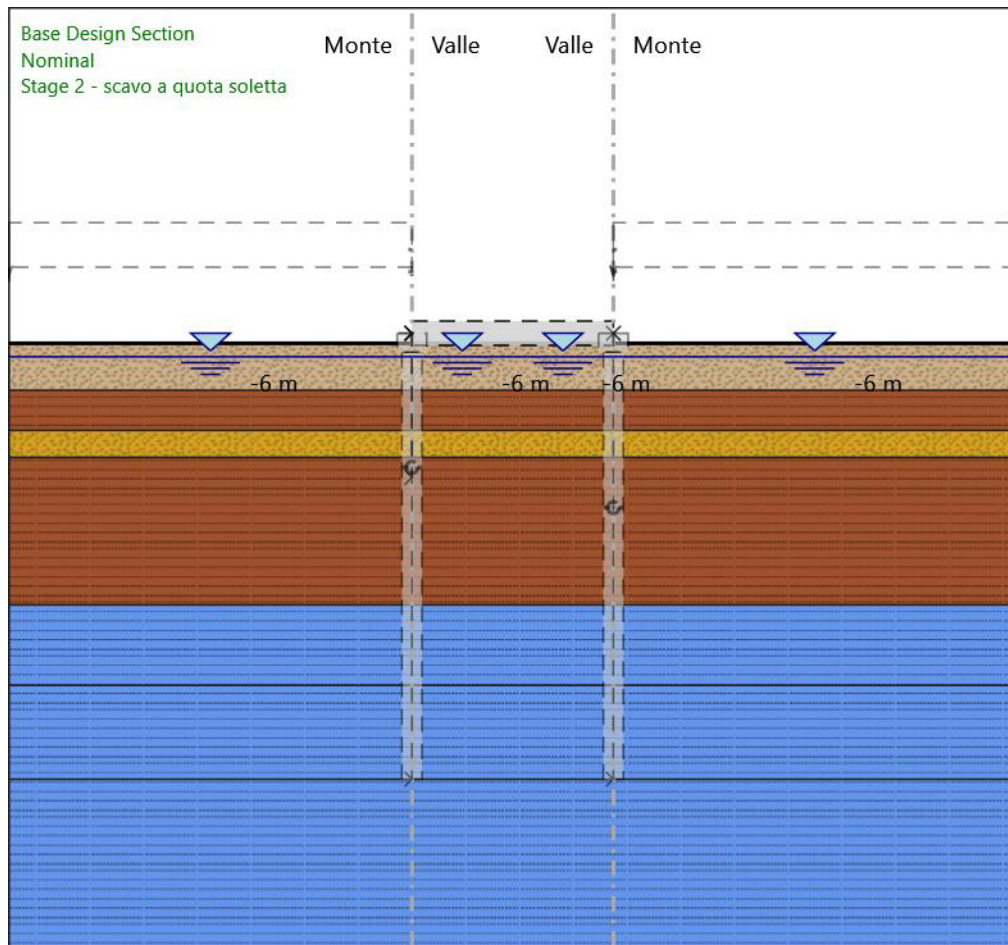 Base Design Section
Nominal
Stage 2 - scavo a quota soletta
Monte Valle Valle Monte
-6 m -6 m -6 m -6 m